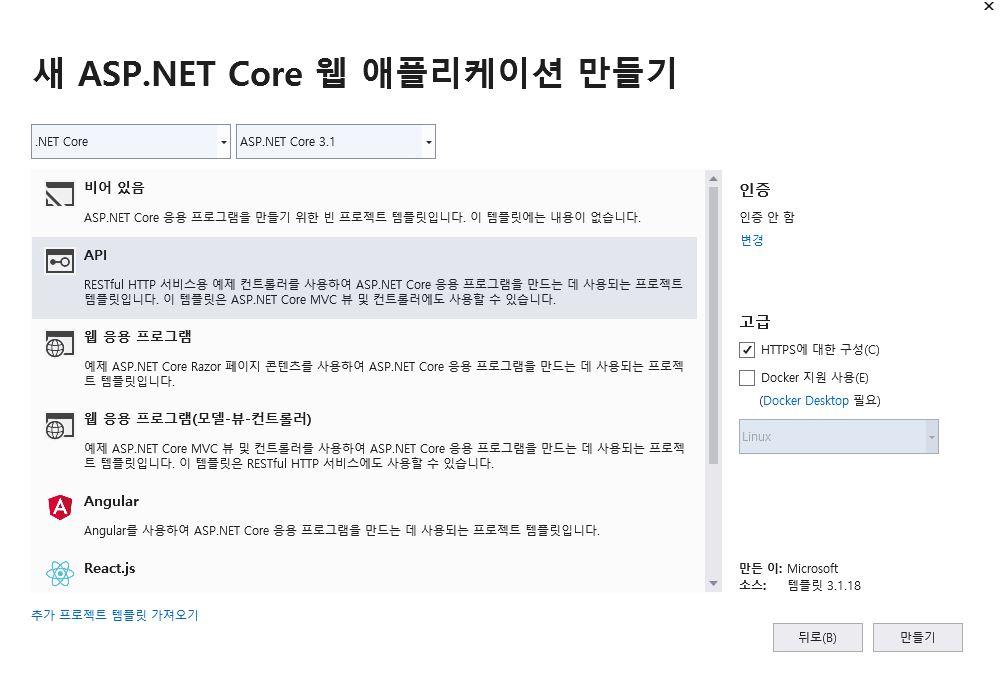 새 ASP.NET Core 웹 애플리케이션 만들기
.NET Core
ASP.NET Core 3.1
비어 있음
ASP.NET Core 응용 프로그램을 만들기 위한 빈 프로젝트 템플릿입니다. 이 템플릿에는 내용이 없습니다.
API
RESTful HTTP 서비스용 예제 컨트롤러를 사용하여 ASP.NET Core 응용 프로그램을 만드는 데 사용되는 프로젝트
템플릿입니다. 이 템플릿은 ASP.NET Core MVC 뷰 및 컨트롤러에도 사용할 수 있습니다.
웹 응용 프로그램
예제 ASP.NET Core Razor 페이지 콘텐츠를 사용하여 ASP.NET Core 응용 프로그램을 만드는 데 사용되는 프로젝
트 템플릿입니다.
웹 응용 프로그램(모델-뷰-컨트롤러)
예제 ASP.NET Core MVC 뷰 및 컨트롤러를 사용하여 ASP.NET Core 응용 프로그램을 만드는 데 사용되는 프로젝
트 템플릿입니다. 이 템플릿은 RESTful HTTP 서비스에도 사용할 수 있습니다.
Angular
Angular를 사용하여 ASP.NET Core 응용 프로그램을 만드는 데 사용되는 프로젝트 템플릿입니다.
React.js
추가 프로젝트 템플릿 가져오기
인증
인증 안 함
변경
고급
HTTPS에 대한 구성(C)
Docker 지원 사용(E)
(Docker Desktop 필요)
Linux
만든 이: Microsoft
소스: 템플릿 3.1.18
뒤로(B)
만들기